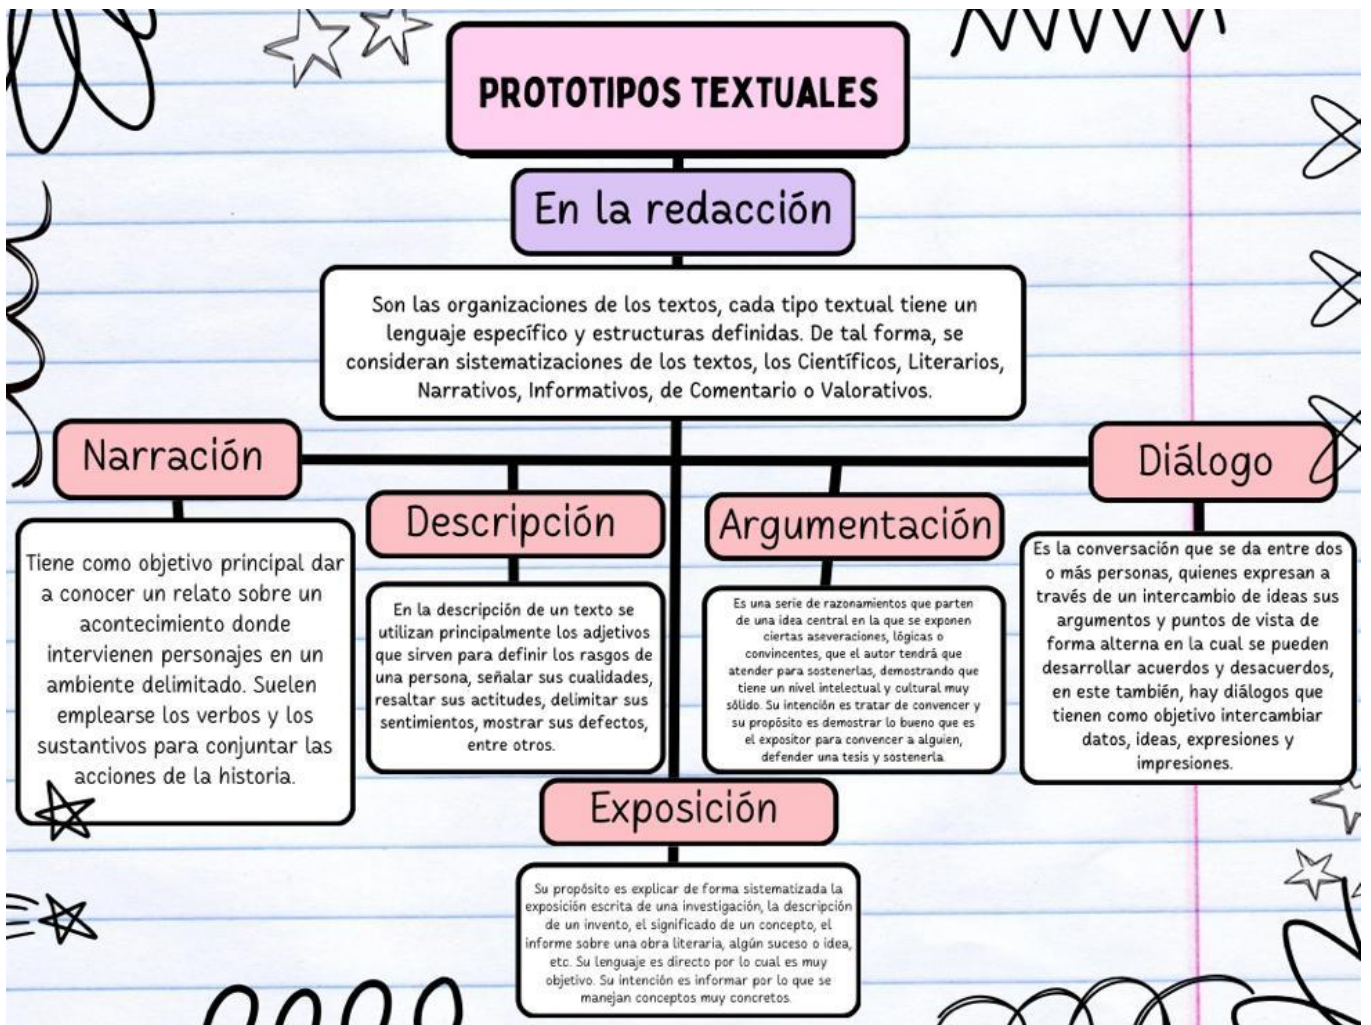 PROTOTIPOS TEXTUALES
En la redacción
Son las organizaciones de los textos, cada tipo textual tiene un
lenguaje específico y estructuras definidas. De tal forma, se
consideran sistematizaciones de los textos, los Científicos, Literarios,
Narrativos, Informativos, de Comentario o Valorativos.
Narración
Tiene como objetivo principal dar
a conocer un relato sobre un
acontecimiento donde
intervienen personajes en un
ambiente delimitado. Suelen
emplearse los verbos y los
sustantivos para conjuntar las
acciones de la historia.
Descripción
En la descripción de un texto se
utilizan principalmente los adjetivos
que sirven para definir los rasgos de
una persona, señalar sus cualidades,
resaltar sus actitudes, delimitar sus
sentimientos, mostrar sus defectos,
entre otros.
Argumentación
Es una serie de razonamientos que parten
de una idea central en la que se exponen
ciertas aseveraciones, lógicas o
convincentes, que el autor tendrá que
atender para sostenerlas, demostrando que
tiene un nivel intelectual y cultural muy
sólido. Su intención es tratar de convencer y
su propósito es demostrar lo bueno que es
el expositor para convencer a alguien,
defender una tesis y sostenerla.
Diálogo
Es la conversación que se da entre dos
o más personas, quienes expresan a
través de un intercambio de ideas sus
argumentos y puntos de vista de
forma alterna en la cual se pueden
desarrollar acuerdos y desacuerdos,
en este también, hay diálogos que
tienen como objetivo intercambiar
datos, ideas, expresiones y
impresiones.
Exposición
Su propósito es explicar de forma sistematizada la
exposición escrita de una investigación, la descripción
de un invento, el significado de un concepto, el
informe sobre una obra literaria, algún suceso o idea,
etc. Su lenguaje es directo por lo cual es muy
objetivo. Su intención es informar por lo que se
manejan conceptos muy concretos.